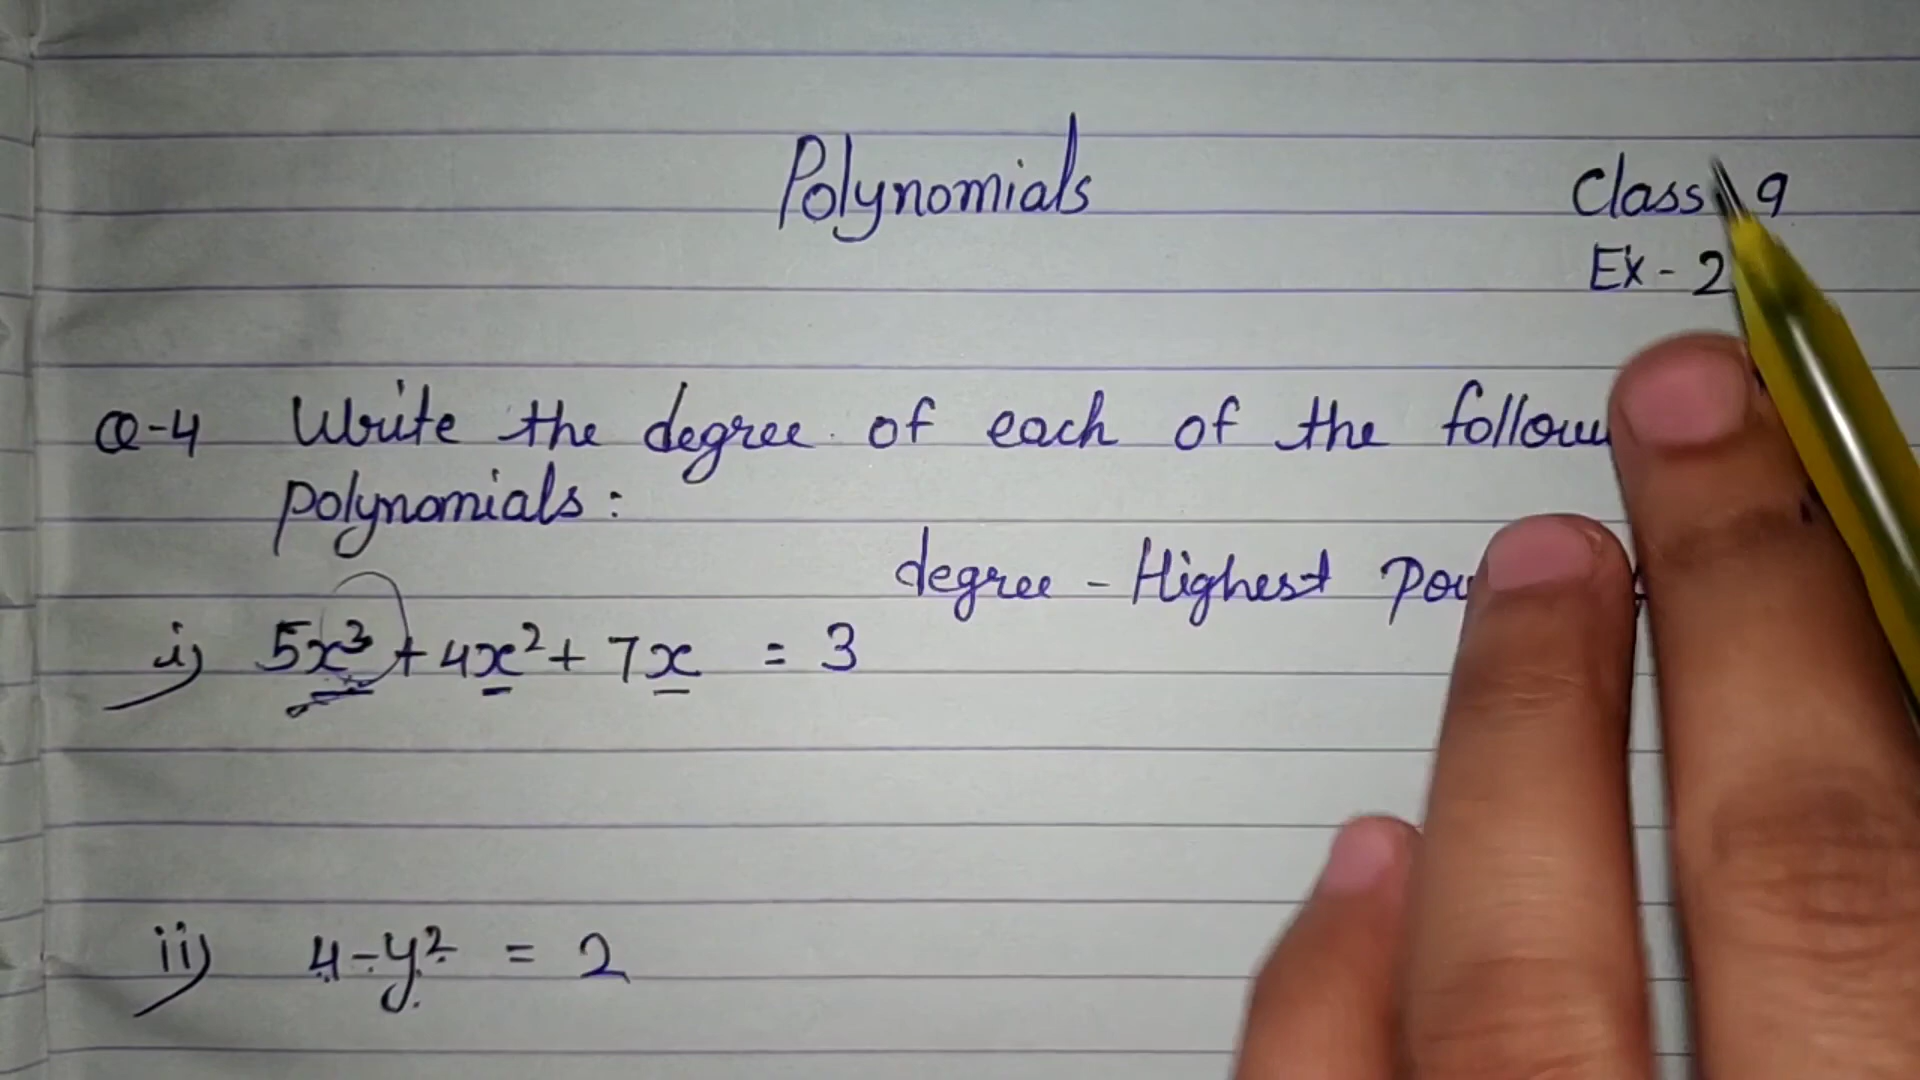 Polynomials
Class 9
Ex - 2
Q-4 Write the degree of each of the
polynomials :
degree - Highest
i) 5x³ + 4x² + 7x = 3
ii) 4 - y² = 2